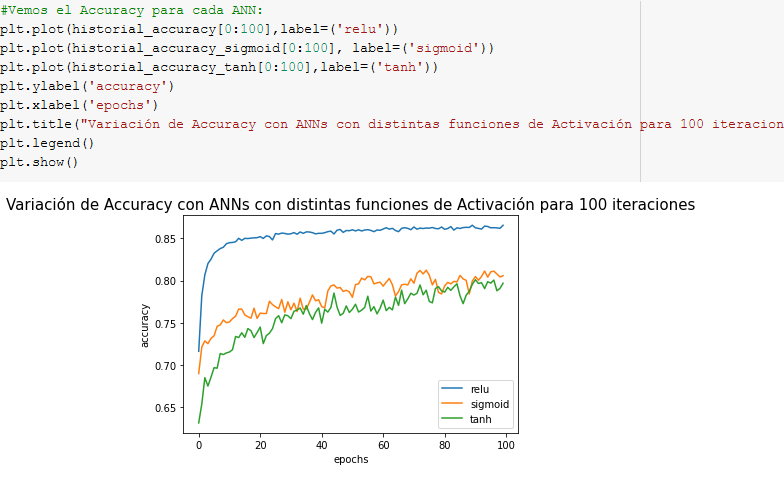 #Vemos el Accuracy para cada ANN:
plt.plot(historial_accuracy[0:100],label=('relu'))
plt.plot(historial_accuracy_sigmoid[0:100], label=('sigmoid'))
plt.plot(historial_accuracy_tanh[0:100],label=('tanh'))
plt.ylabel('accuracy')
plt.xlabel('epochs')
plt.title("Variación de Accuracy con ANNs con distintas funciones de Activación para 100 iteracion
plt.legend()
plt.show()
Variación de Accuracy con ANNs con distintas funciones de Activación para 100 iteraciones
0.85
0.80
0.75
0.70
0.65
accuracy
relu
sigmoid
tanh
0 20 40 60 80 100
epochs